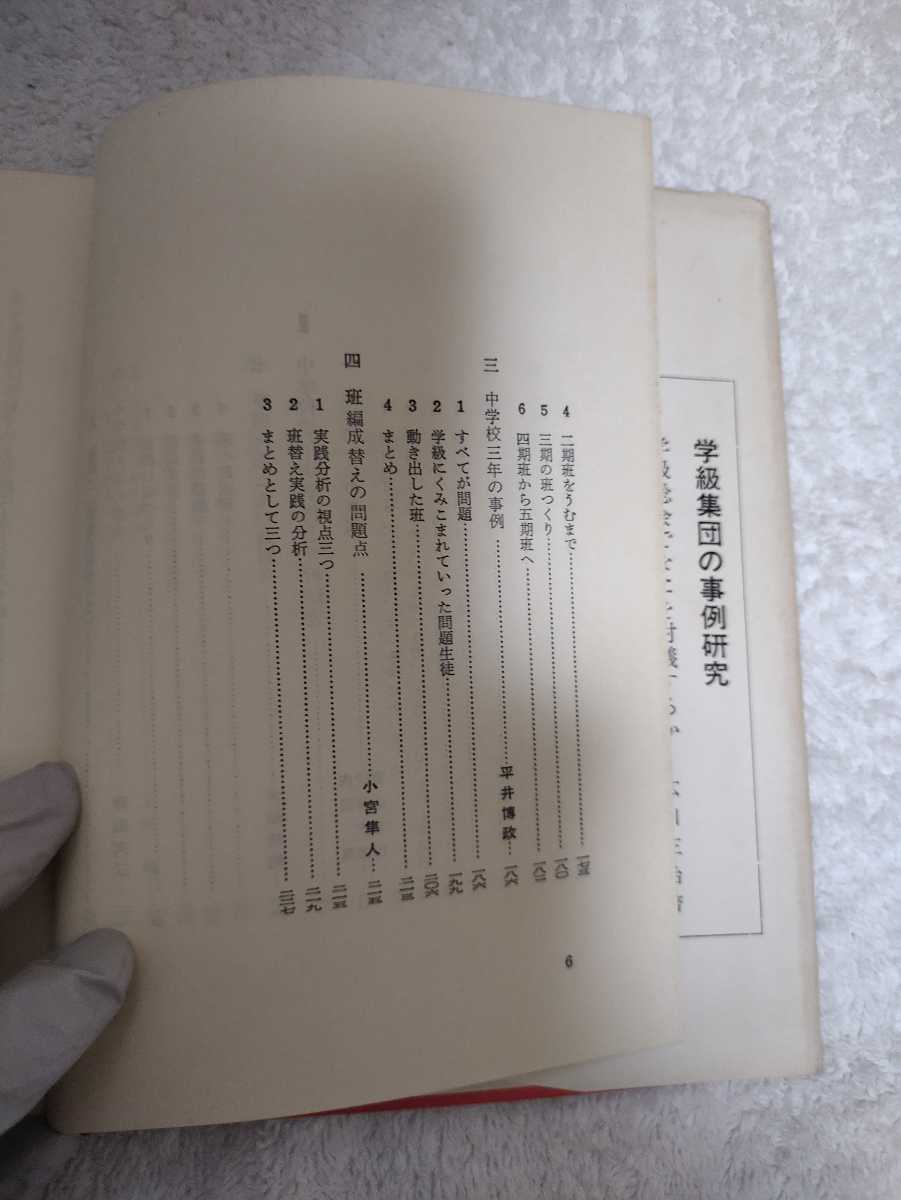 4 二期班をうむまで……一七五
5 三期の班つくり……一八〇
6 四期班から五期班へ……一八二
三 中学校三年の事例……平井博政…一八六
1 すべてが問題……一八六
2 学級にくみこまれていった問題生徒……一九九
3 動き出した班……二〇六
4 まとめ……二一三
四 班編成替えの問題点……小宮隼人…二一五
1 実践分析の視点三つ……二一五
2 班替え実践の分析……二一九
3 まとめとして三つ……二二七
6
学級集団の事例研究